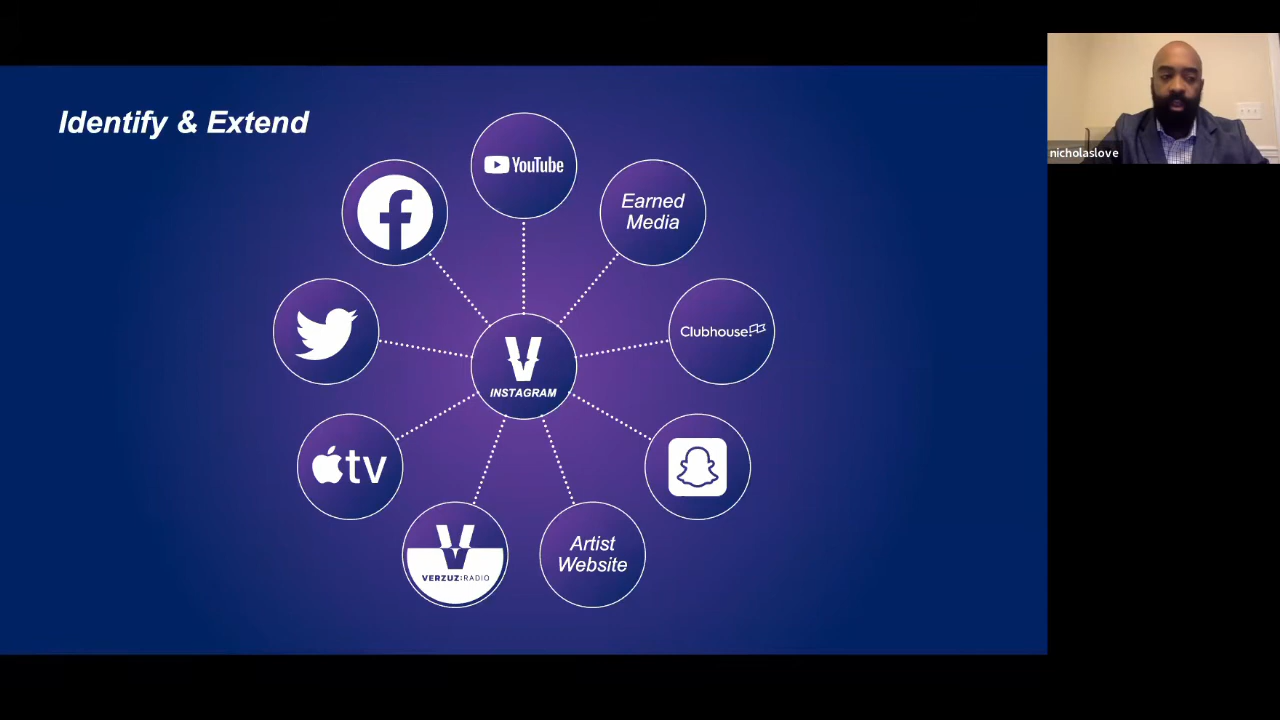 Identify & Extend
YouTube
Earned
Media
Clubhouse
V
INSTAGRAM
tv
V
VERZUZ:RADIO
Artist
Website
nicholaslove